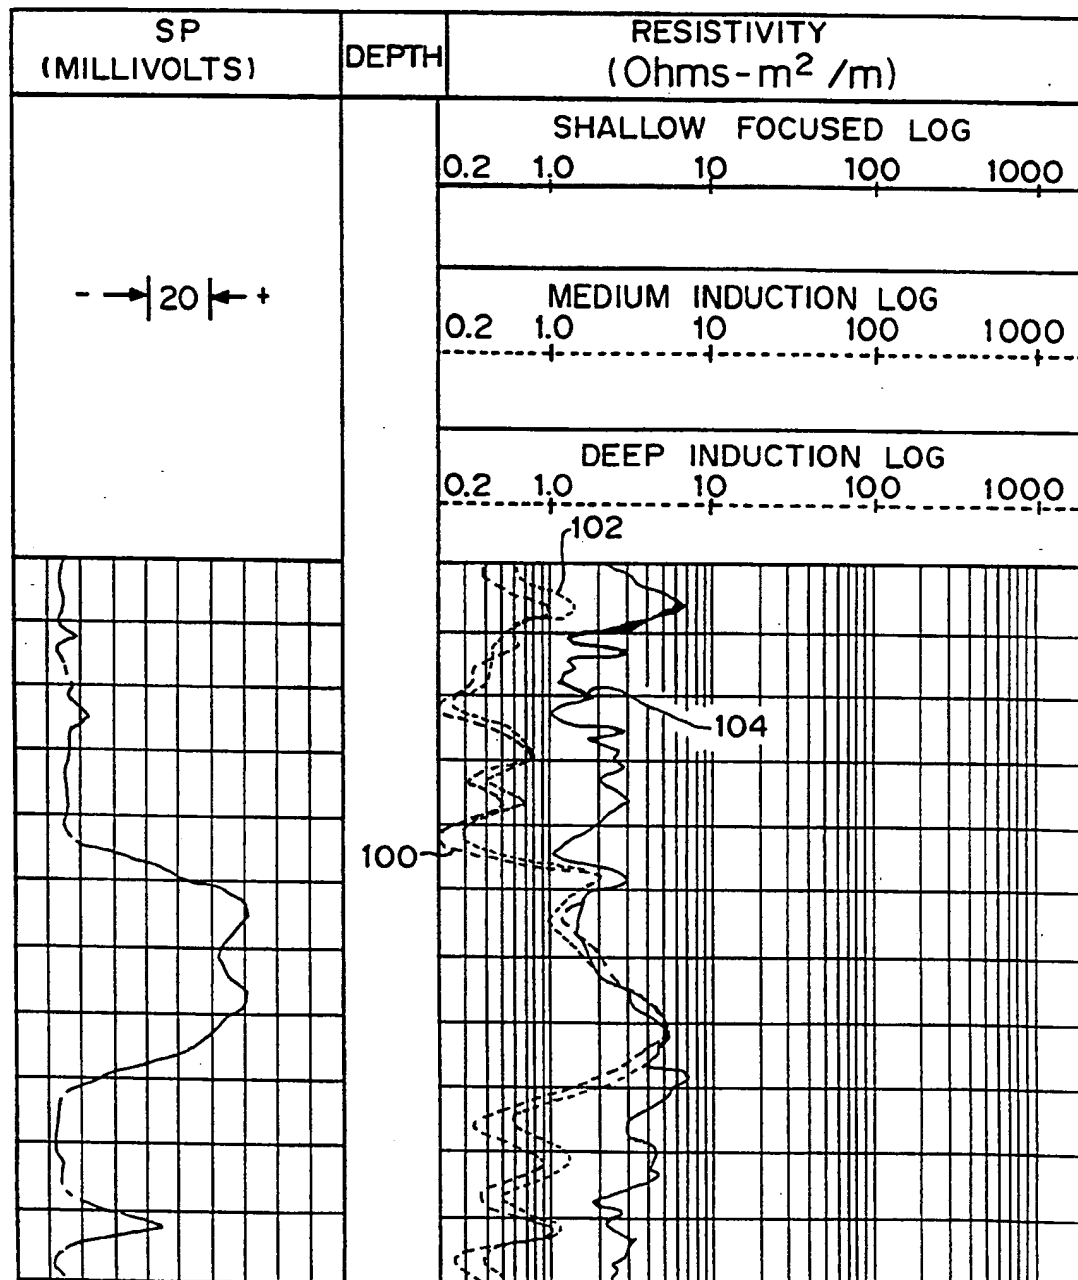 SP
(MILLIVOLTS)
DEPTH
RESISTIVITY
(Ohms-m² /m)
SHALLOW FOCUSED LOG
0.2 1.0 10 100 1000
- 20 +
MEDIUM INDUCTION LOG
0.2 1.0 10 100 1000
DEEP INDUCTION LOG
0.2 1.0 10 100 1000
102
104
100